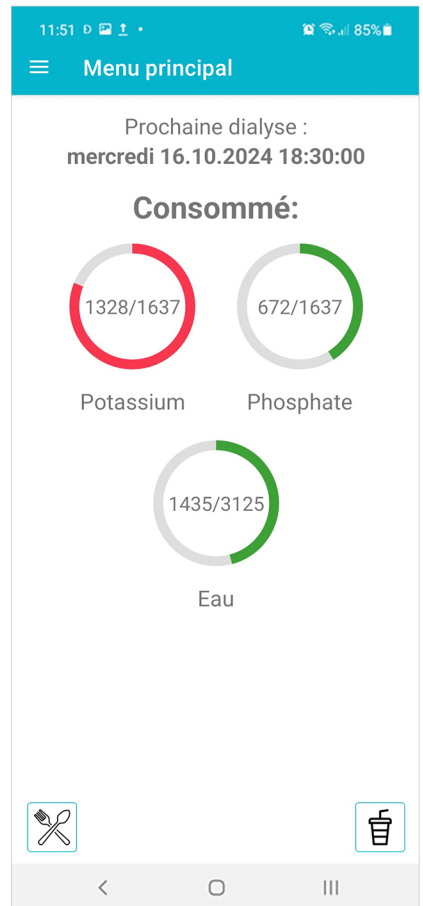 11:51 85%
Menu principal
Prochaine dialyse :
mercredi 16.10.2024 18:30:00
Consommé:
1328/1637 672/1637
Potassium Phosphate
1435/3125
Eau